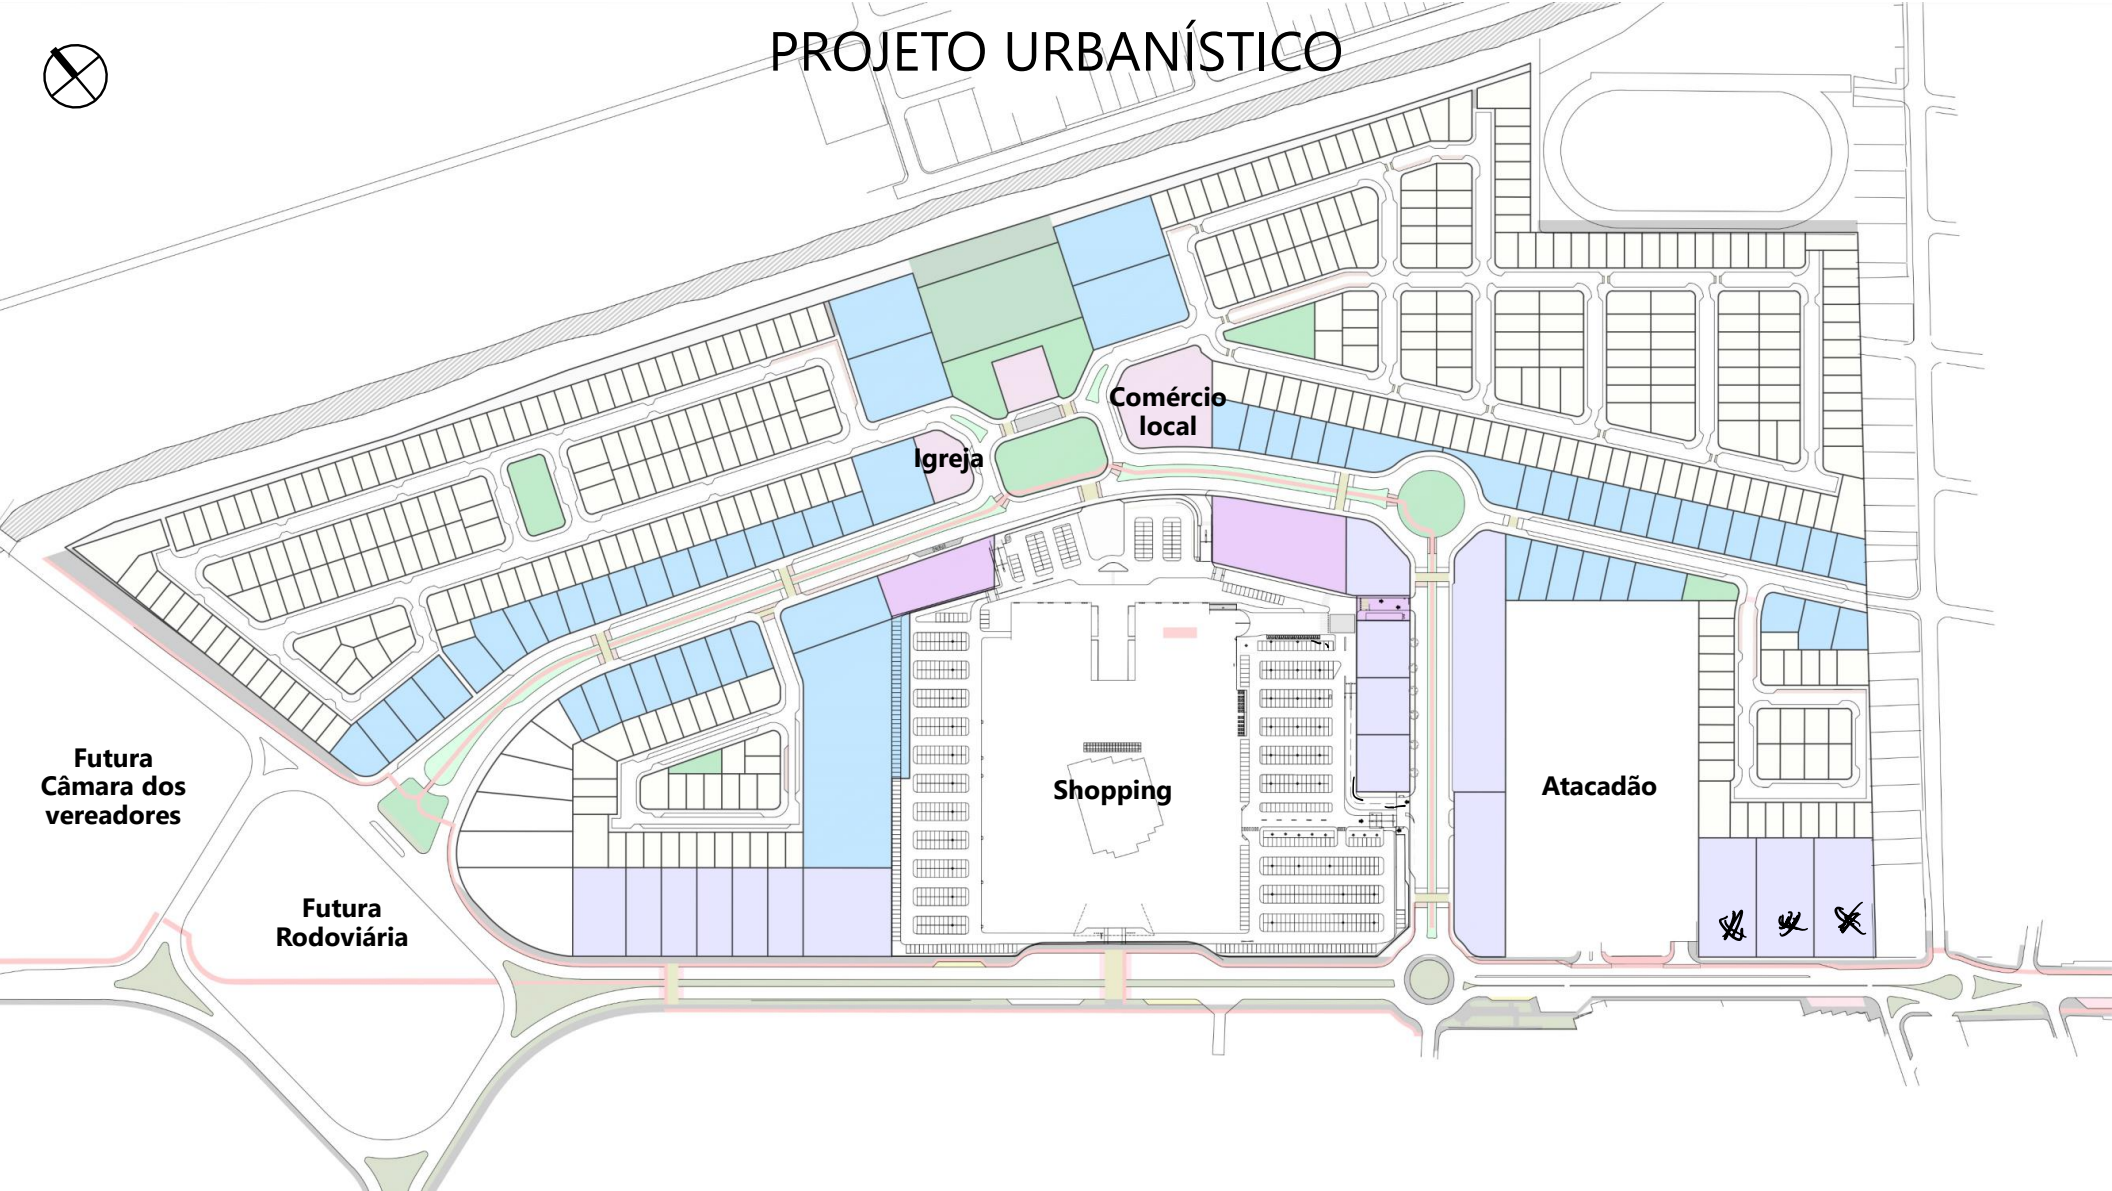 PROJETO URBANÍSTICO
Comércio
local
Igreja
Futura
Câmara dos
vereadores
Shopping
Atacadão
Futura
Rodoviária